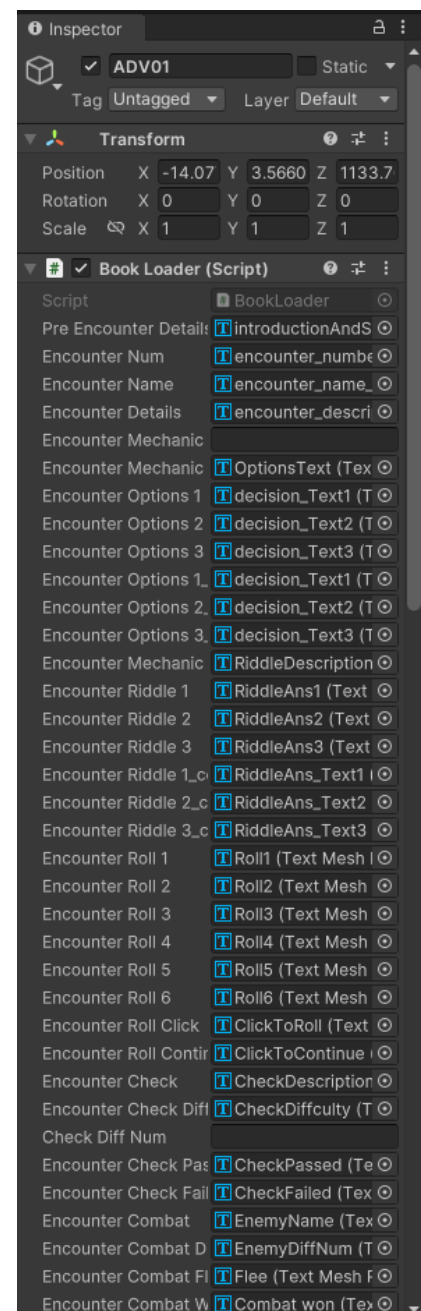 Inspector
ADV01 Static
Tag Untagged Layer Default
Transform
Position X -14.07 Y 3.5660 Z 1133.7
Rotation X 0 Y 0 Z 0
Scale X 1 Y 1 Z 1
# Book Loader (Script)
Script BookLoader
Pre Encounter Details introductionAndS
Encounter Num encounter_numbe
Encounter Name encounter_name_
Encounter Details encounter_descri
Encounter Mechanic
Encounter Mechanic OptionsText (Tex
Encounter Options 1 decision_Text1 (T
Encounter Options 2 decision_Text2 (T
Encounter Options 3 decision_Text3 (T
Encounter Options 1_ decision_Text1 (T
Encounter Options 2_ decision_Text2 (T
Encounter Options 3_ decision_Text3 (T
Encounter Mechanic RiddleDescription
Encounter Riddle 1 RiddleAns1 (Text
Encounter Riddle 2 RiddleAns2 (Text
Encounter Riddle 3 RiddleAns3 (Text
Encounter Riddle 1_c RiddleAns_Text1 (
Encounter Riddle 2_c RiddleAns_Text2
Encounter Riddle 3_c RiddleAns_Text3
Encounter Roll 1 Roll1 (Text Mesh
Encounter Roll 2 Roll2 (Text Mesh
Encounter Roll 3 Roll3 (Text Mesh
Encounter Roll 4 Roll4 (Text Mesh
Encounter Roll 5 Roll5 (Text Mesh
Encounter Roll 6 Roll6 (Text Mesh
Encounter Roll Click ClickToRoll (Text
Encounter Roll Contir ClickToContinue (
Encounter Check CheckDescription
Encounter Check Diff CheckDiffculty (T
Check Diff Num
Encounter Check Pas CheckPassed (Te
Encounter Check Fail CheckFailed (Tex
Encounter Combat EnemyName (Tex
Encounter Combat D EnemyDiffNum (T
Encounter Combat Fl Flee (Text Mesh P
Encounter Combat W Combat won (Tex